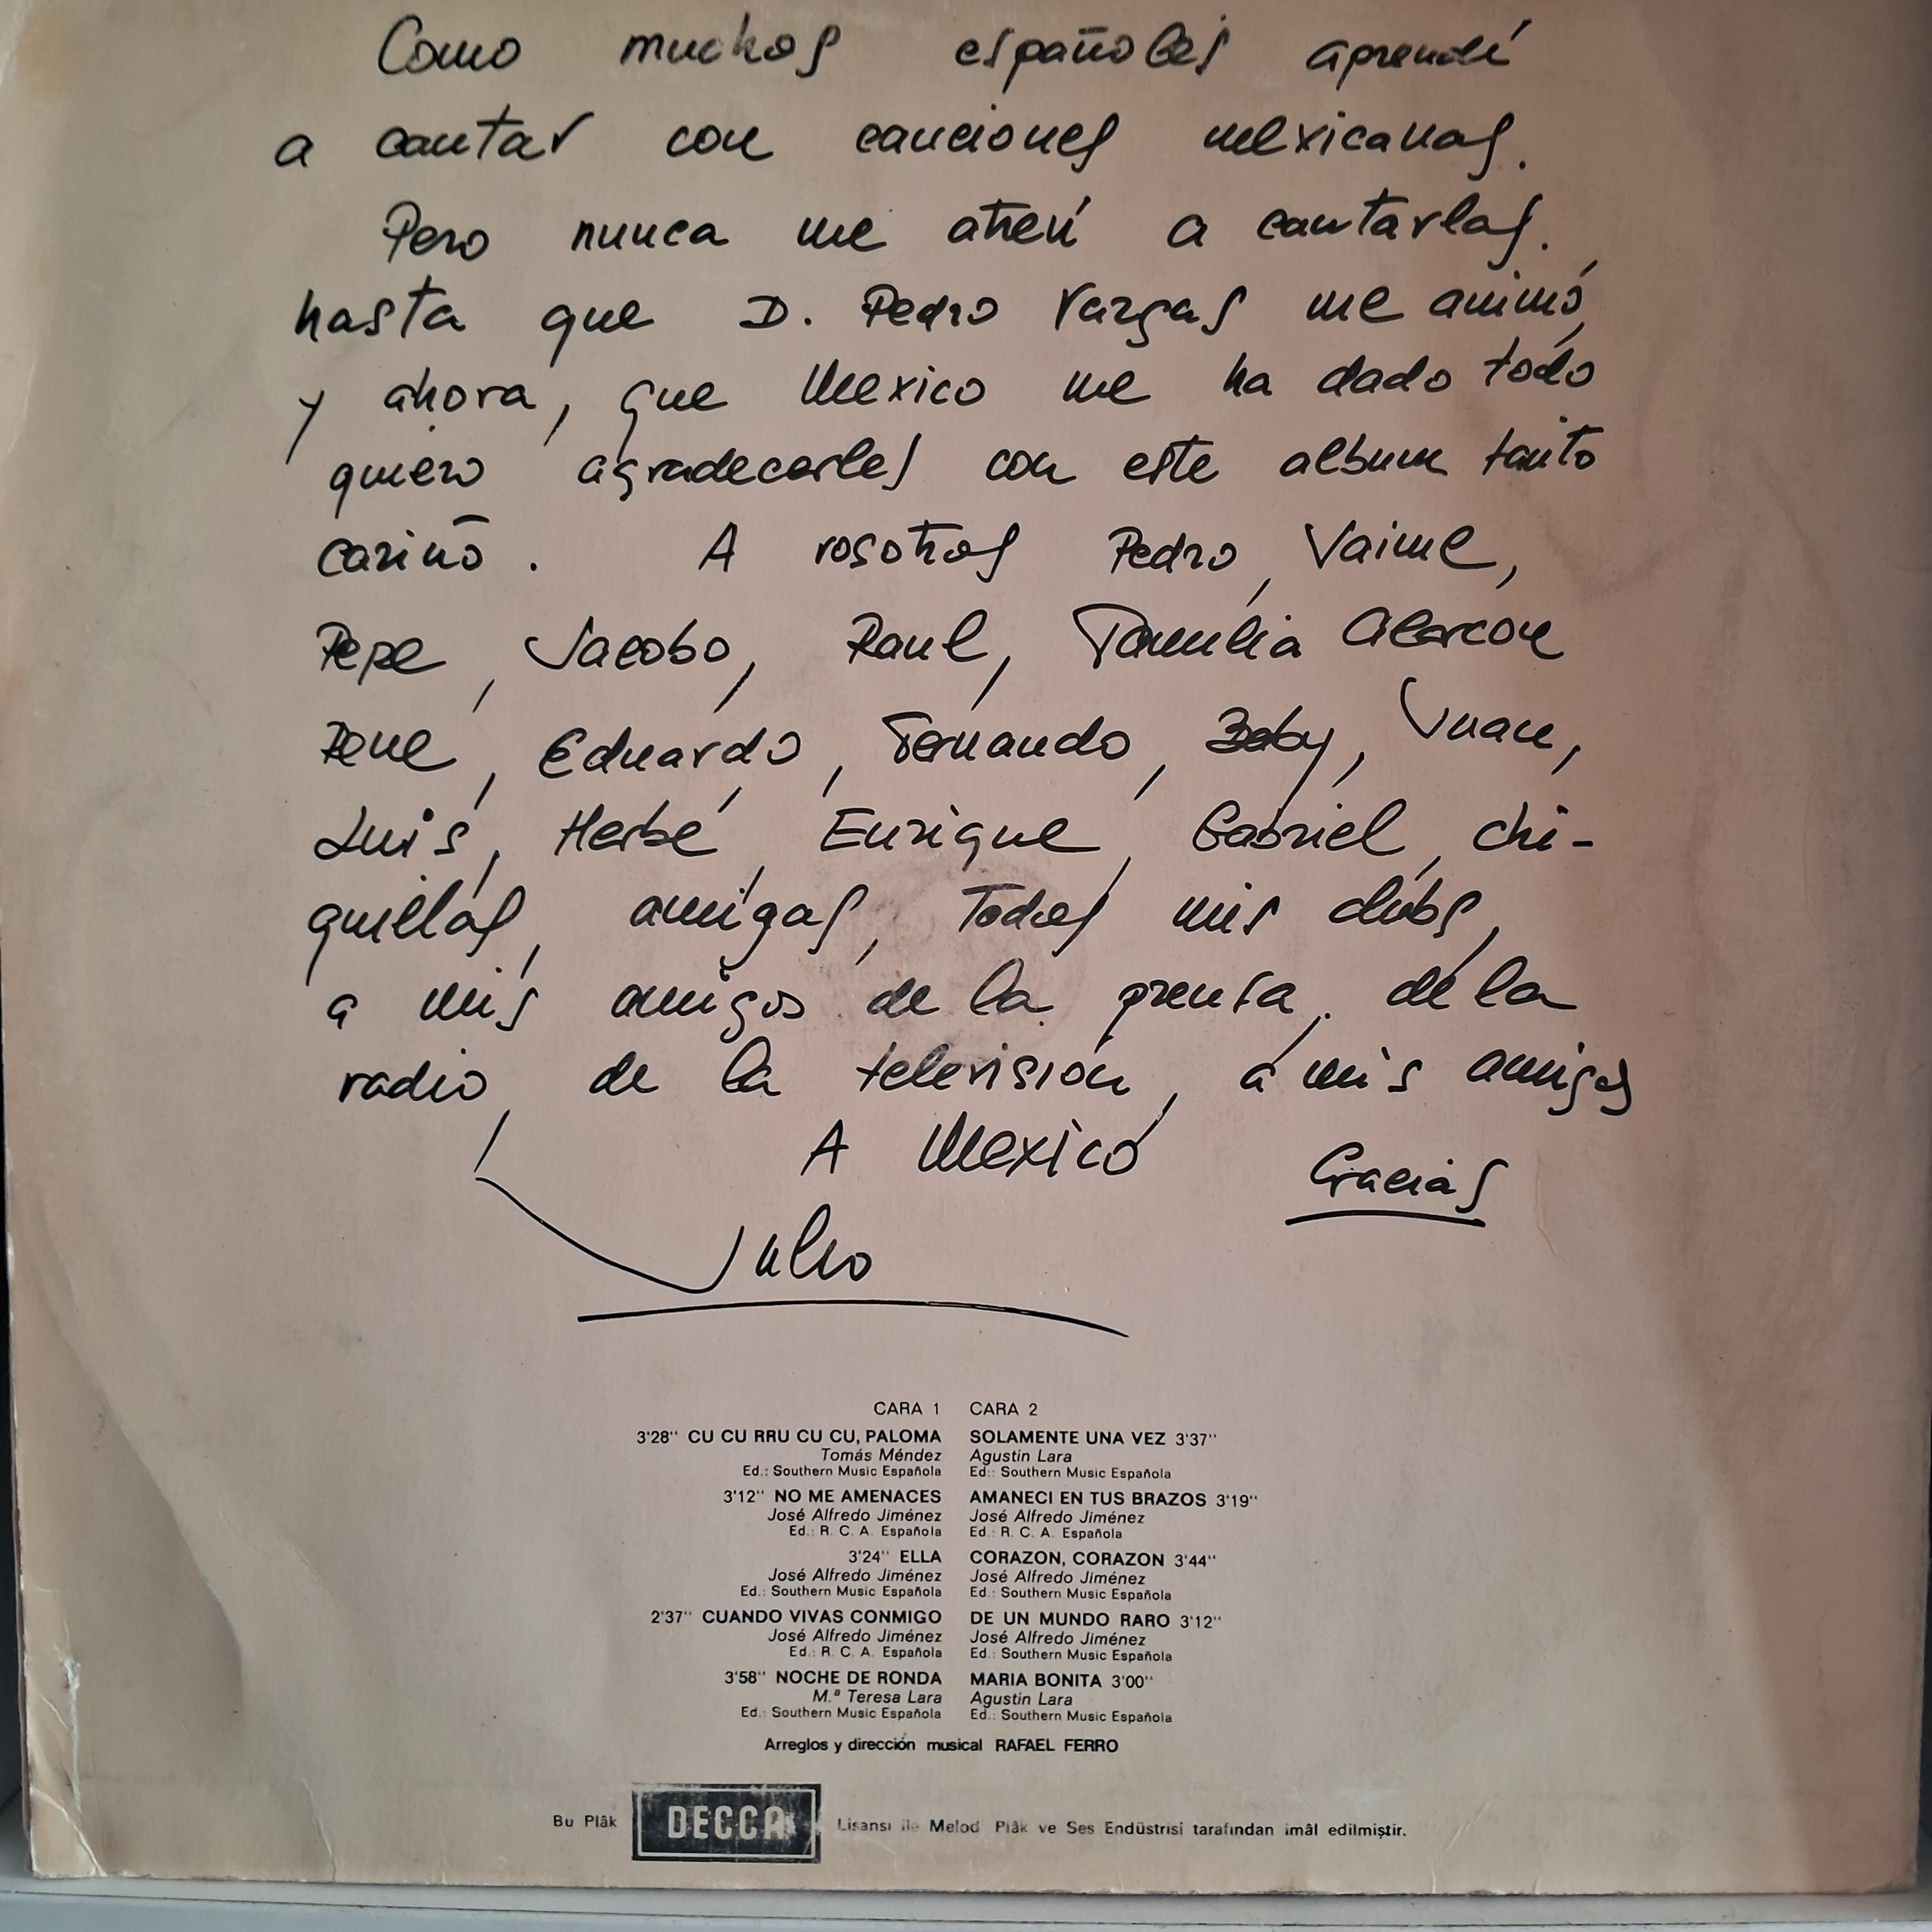 Como muchos españoles aprendí
a cantar con canciones mexicanas.
Pero nunca me atreví a cantarlas.
hasta que D. Pedro Vargas me animó,
y ahora, que Mexico me ha dado todo
quiero agradecerles con este album tanto
cariño. A vosotros Pedro, Jaime,
Pepe, Jacobo, Raul, Familia Alarcon
Rene, Eduardo, Fernando, Beby, Juan,
Luis, Herbé, Enrique, Gabriel, chi-
quillas, amigas, Todos mis clubs,
a mis amigos de la prensa, de la
radio, de la televisión, a mis amigos
A Mexico Gracias
Julio
CARA 1 CARA 2
3'28'' CU CU RRU CU CU, PALOMA SOLAMENTE UNA VEZ 3'37''
Tomás Méndez Agustin Lara
Ed.: Southern Music Española Ed.: Southern Music Española
3'12'' NO ME AMENACES AMANECI EN TUS BRAZOS 3'19''
José Alfredo Jiménez José Alfredo Jiménez
Ed.: R. C. A. Española Ed.: R. C. A. Española
3'24'' ELLA CORAZON, CORAZON 3'44''
José Alfredo Jiménez José Alfredo Jiménez
Ed.: Southern Music Española Ed.: Southern Music Española
2'37'' CUANDO VIVAS CONMIGO DE UN MUNDO RARO 3'12''
José Alfredo Jiménez José Alfredo Jiménez
Ed.: R. C. A. Española Ed.: Southern Music Española
3'58'' NOCHE DE RONDA MARIA BONITA 3'00''
M.ª Teresa Lara Agustin Lara
Ed.: Southern Music Española Ed.: Southern Music Española
Arreglos y dirección musical RAFAEL FERRO
Bu Plâk DECCA Lisansı ile Melod Plâk ve Ses Endüstrisi tarafından imâl edilmiştir.